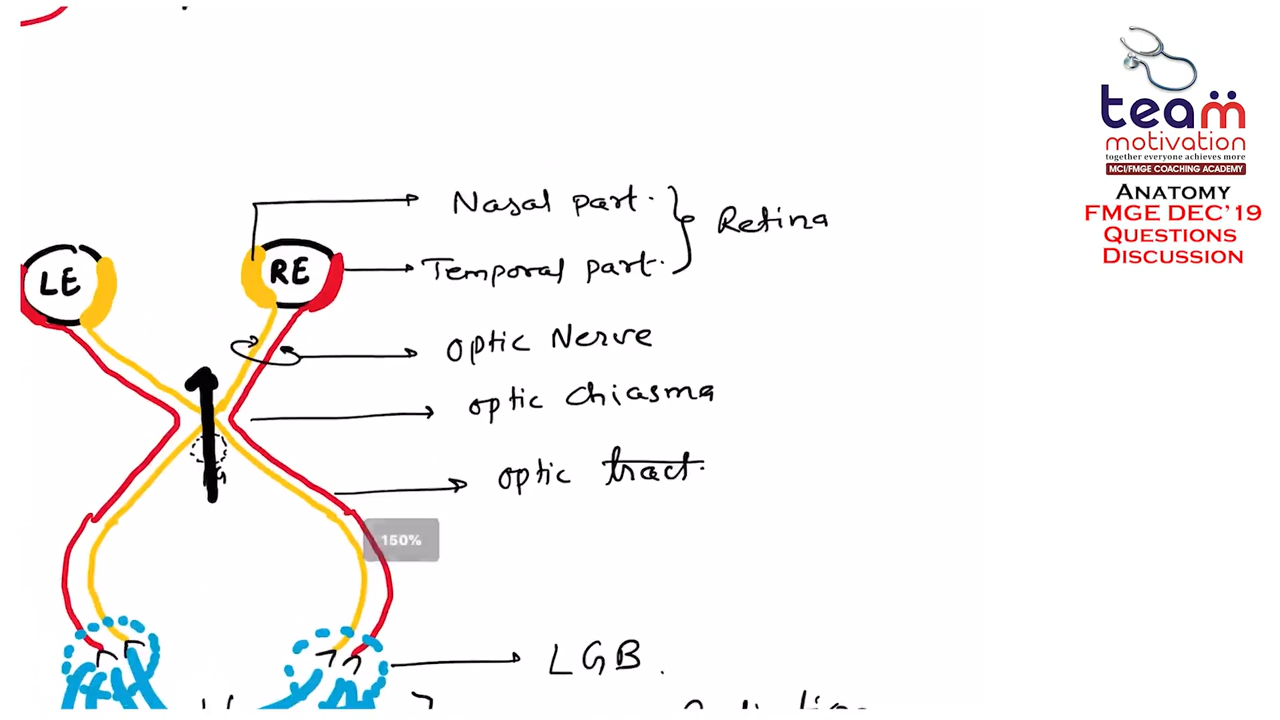 Nasal part.
Retina
Temporal part.
LE
RE
optic Nerve
optic chiasma
optic tract.
150%
LGB.
team
motivation
together everyone achieves more
MCI/FMGE COACHING ACADEMY
ANATOMY
FMGE DEC'19
QUESTIONS
DISCUSSION